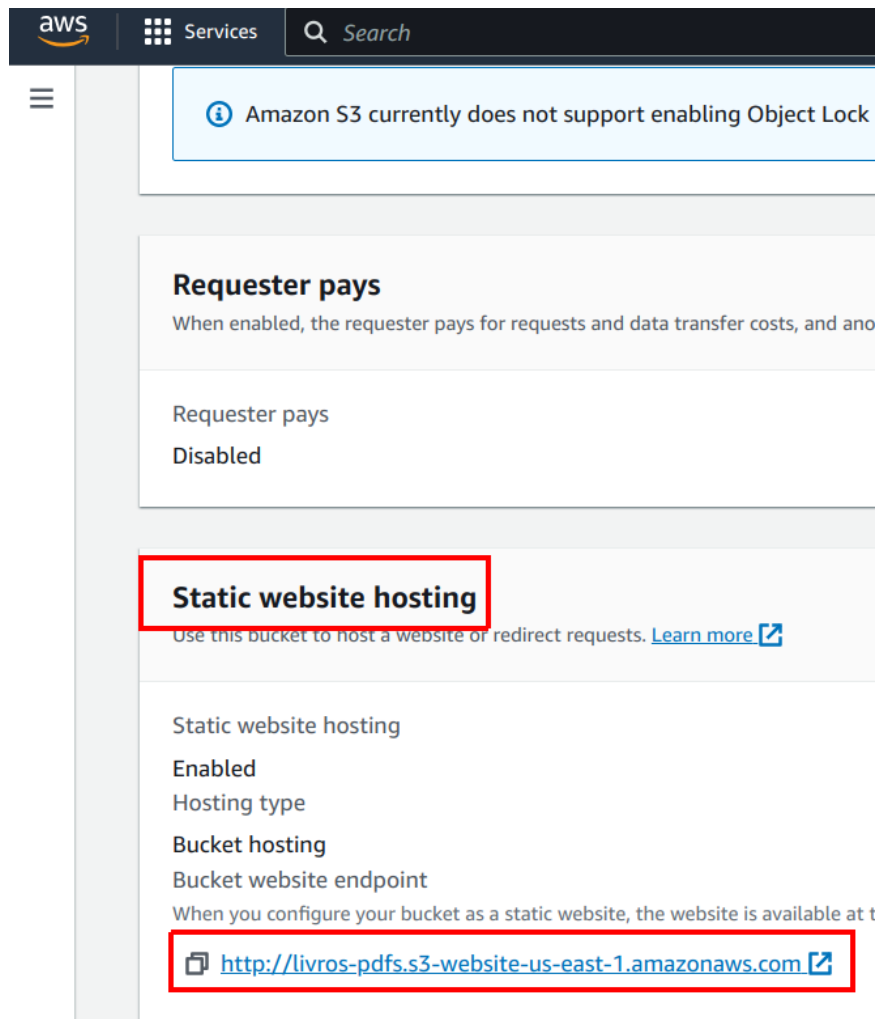 aws Services Search
Amazon S3 currently does not support enabling Object Lock
Requester pays
When enabled, the requester pays for requests and data transfer costs, and ano
Requester pays
Disabled
Static website hosting
Use this bucket to host a website or redirect requests. Learn more
Static website hosting
Enabled
Hosting type
Bucket hosting
Bucket website endpoint
When you configure your bucket as a static website, the website is available at t
http://livros-pdfs.s3-website-us-east-1.amazonaws.com